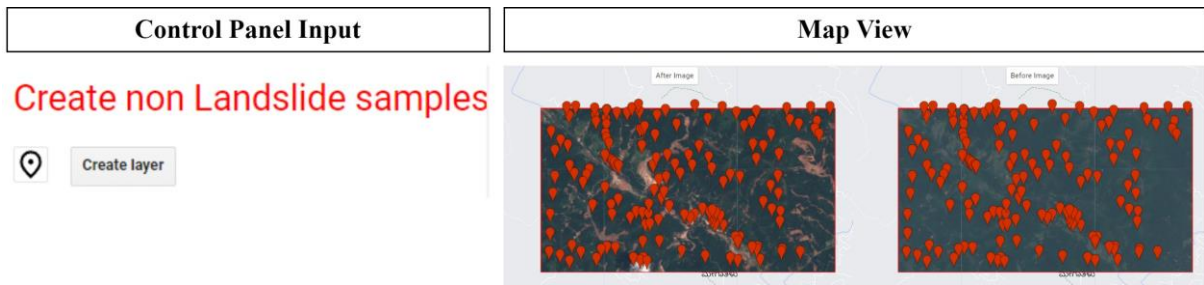 Control Panel Input
Map View
Create non Landslide samples
Create layer
After Image
Before Image